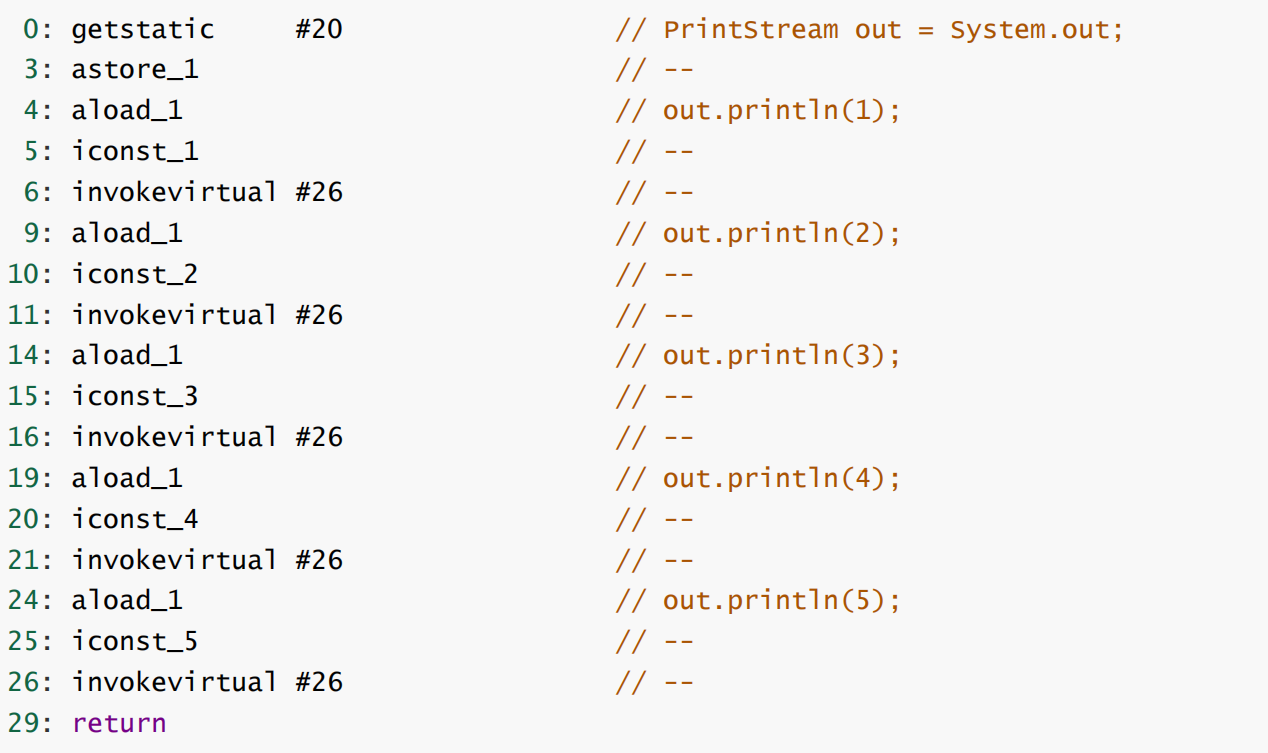 0: getstatic     #20                 // PrintStream out = System.out;
 3: astore_1                          // --
 4: aload_1                           // out.println(1);
 5: iconst_1                          // --
 6: invokevirtual #26                 // --
 9: aload_1                           // out.println(2);
10: iconst_2                          // --
11: invokevirtual #26                 // --
14: aload_1                           // out.println(3);
15: iconst_3                          // --
16: invokevirtual #26                 // --
19: aload_1                           // out.println(4);
20: iconst_4                          // --
21: invokevirtual #26                 // --
24: aload_1                           // out.println(5);
25: iconst_5                          // --
26: invokevirtual #26                 // --
29: return